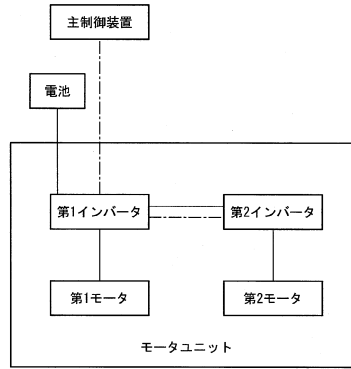 主制御装置
電池
第1インバータ
第2インバータ
第1モータ
第2モータ
モータユニット